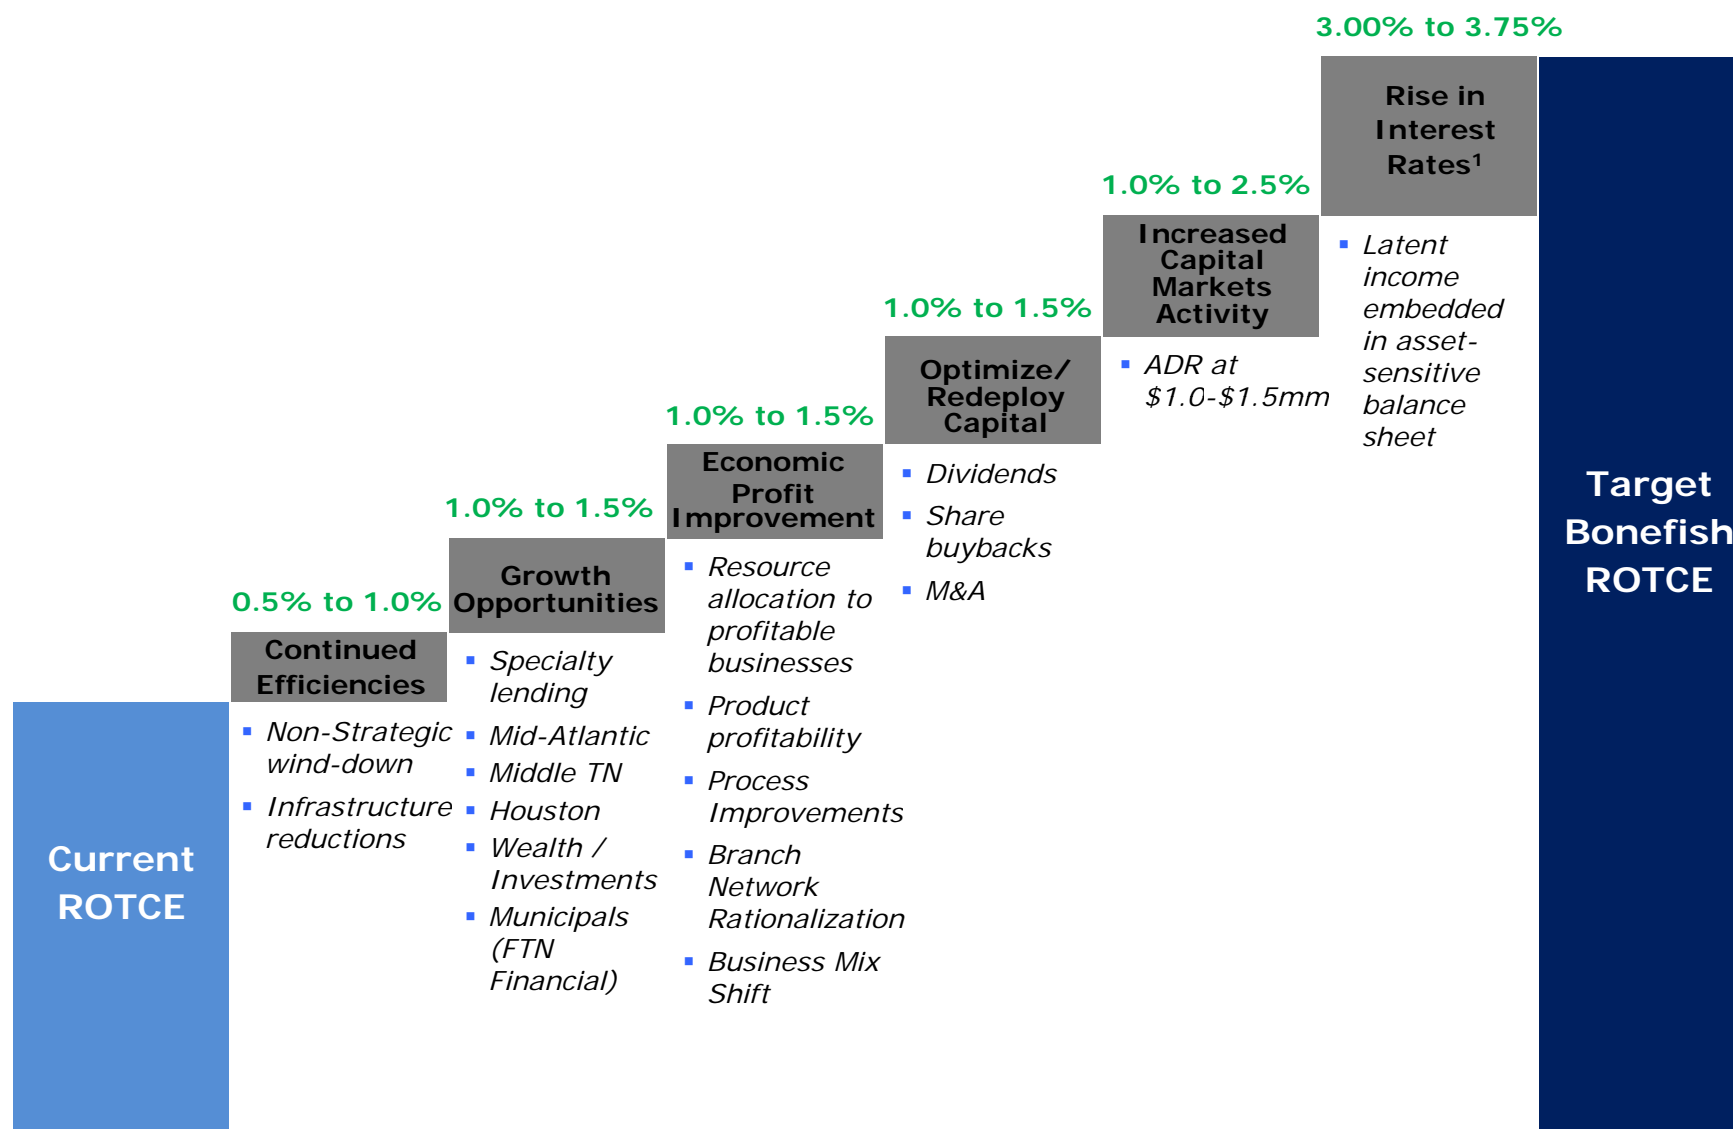 Current
ROTCE
0.5% to 1.0%
Continued
Efficiencies
▪ Non-Strategic
wind-down
▪ Infrastructure
reductions
1.0% to 1.5%
Growth
Opportunities
▪ Specialty
lending
▪ Mid-Atlantic
▪ Middle TN
▪ Houston
▪ Wealth /
Investments
▪ Municipals
(FTN
Financial)
1.0% to 1.5%
Economic
Profit
Improvement
▪ Resource
allocation to
profitable
businesses
▪ Product
profitability
▪ Process
Improvements
▪ Branch
Network
Rationalization
▪ Business Mix
Shift
1.0% to 1.5%
Optimize/
Redeploy
Capital
▪ Dividends
▪ Share
buybacks
▪ M&A
1.0% to 2.5%
Increased
Capital
Markets
Activity
▪ ADR at
$1.0-$1.5mm
3.00% to 3.75%
Rise in
Interest
Rates¹
▪ Latent
income
embedded
in asset-
sensitive
balance
sheet
Target
Bonefish
ROTCE